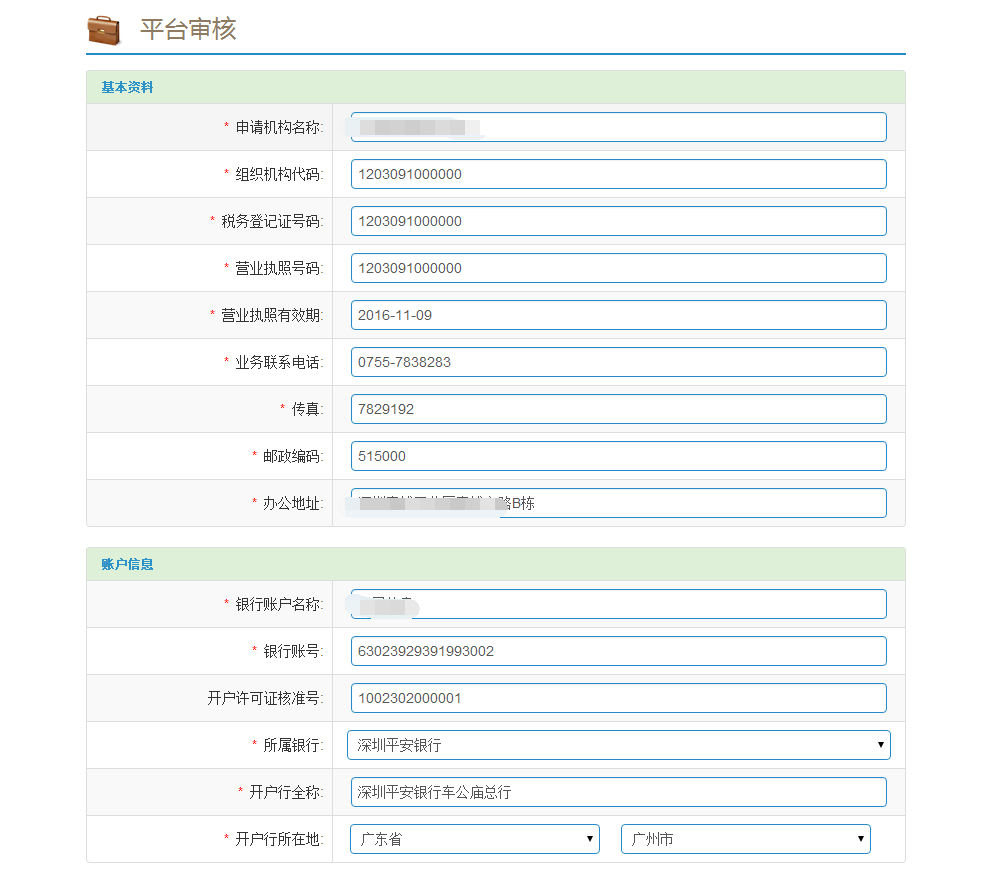 平台审核
基本资料
* 申请机构名称:
* 组织机构代码: 1203091000000
* 税务登记证号码: 1203091000000
* 营业执照号码: 1203091000000
* 营业执照有效期: 2016-11-09
* 业务联系电话: 0755-7838283
* 传真: 7829192
* 邮政编码: 515000
* 办公地址: 路B栋
账户信息
* 银行账户名称:
* 银行账号: 63023929391993002
开户许可证核准号: 1002302000001
* 所属银行: 深圳平安银行
* 开户行全称: 深圳平安银行车公庙总行
* 开户行所在地: 广东省 广州市